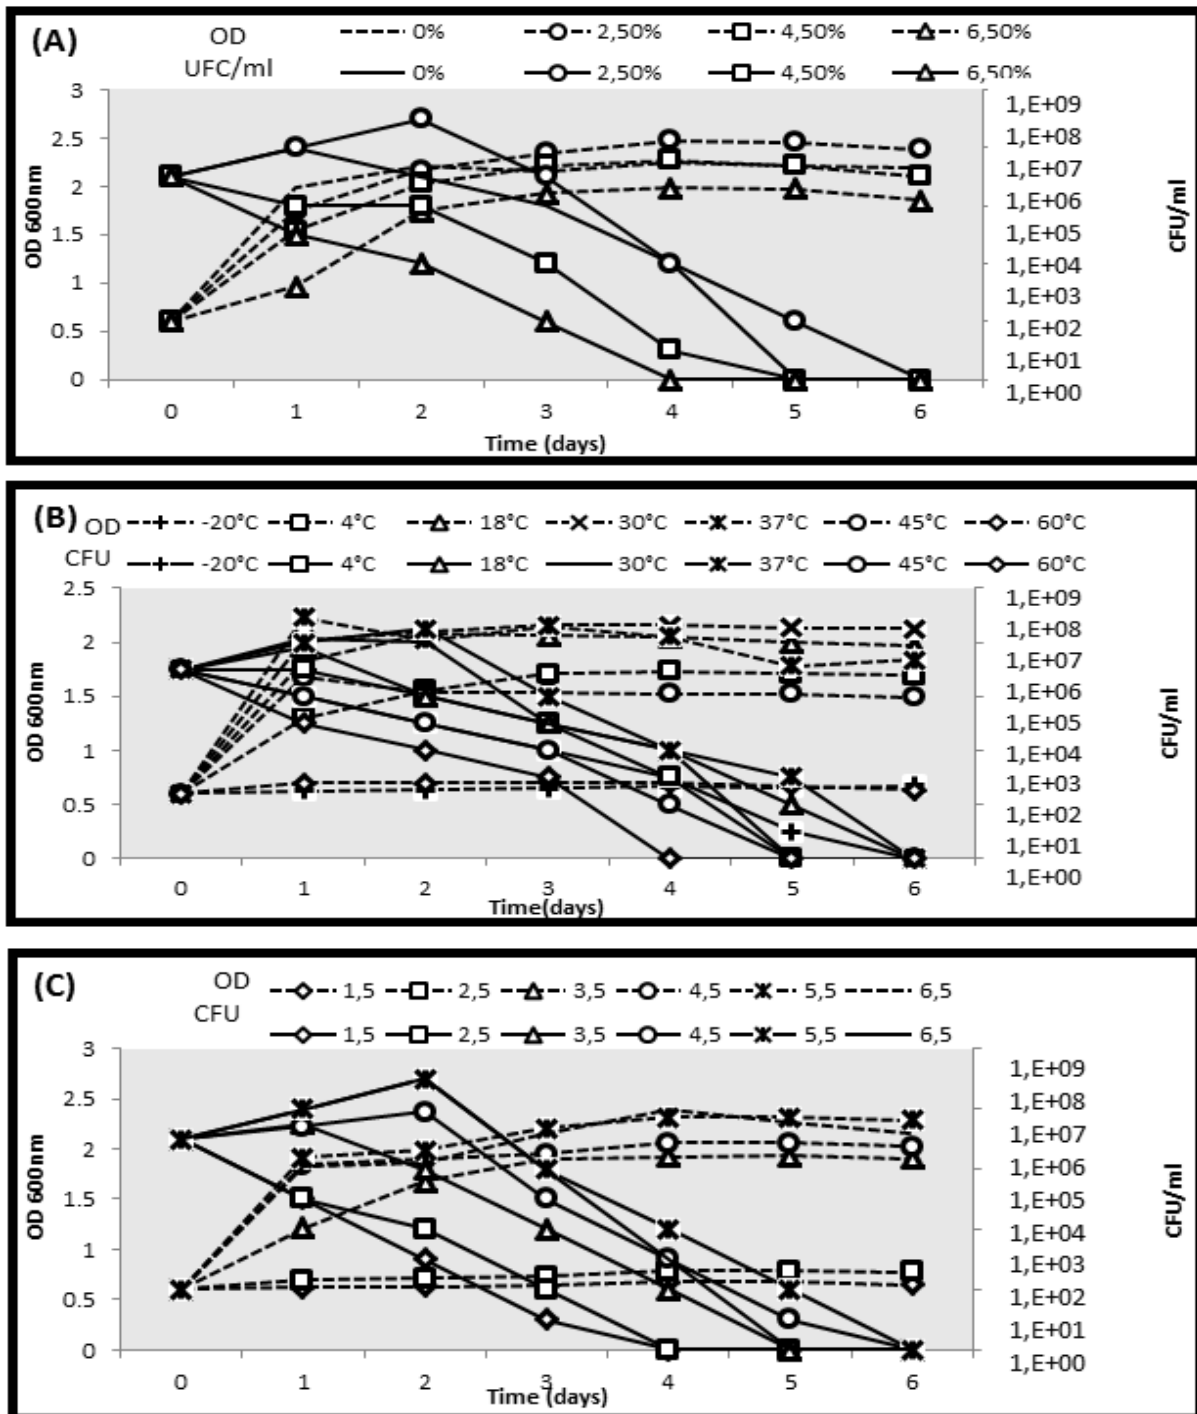 (A)
OD 0% 2,50% 4,50% 6,50%
UFC/ml 0% 2,50% 4,50% 6,50%
3
2.5
2
1.5
1
0.5
0
OD 600nm
1,E+09
1,E+08
1,E+07
1,E+06
1,E+05
1,E+04
1,E+03
1,E+02
1,E+01
1,E+00
CFU/ml
0 1 2 3 4 5 6
Time (days)
(B)
OD -20°C 4°C 18°C 30°C 37°C 45°C 60°C
CFU -20°C 4°C 18°C 30°C 37°C 45°C 60°C
2.5
2
1.5
1
0.5
0
OD 600nm
1,E+09
1,E+08
1,E+07
1,E+06
1,E+05
1,E+04
1,E+03
1,E+02
1,E+01
1,E+00
CFU/ml
0 1 2 3 4 5 6
Time(days)
(C)
OD 1,5 2,5 3,5 4,5 5,5 6,5
CFU 1,5 2,5 3,5 4,5 5,5 6,5
3
2.5
2
1.5
1
0.5
0
OD 600nm
1,E+09
1,E+08
1,E+07
1,E+06
1,E+05
1,E+04
1,E+03
1,E+02
1,E+01
1,E+00
CFU/ml
0 1 2 3 4 5 6
Time (days)